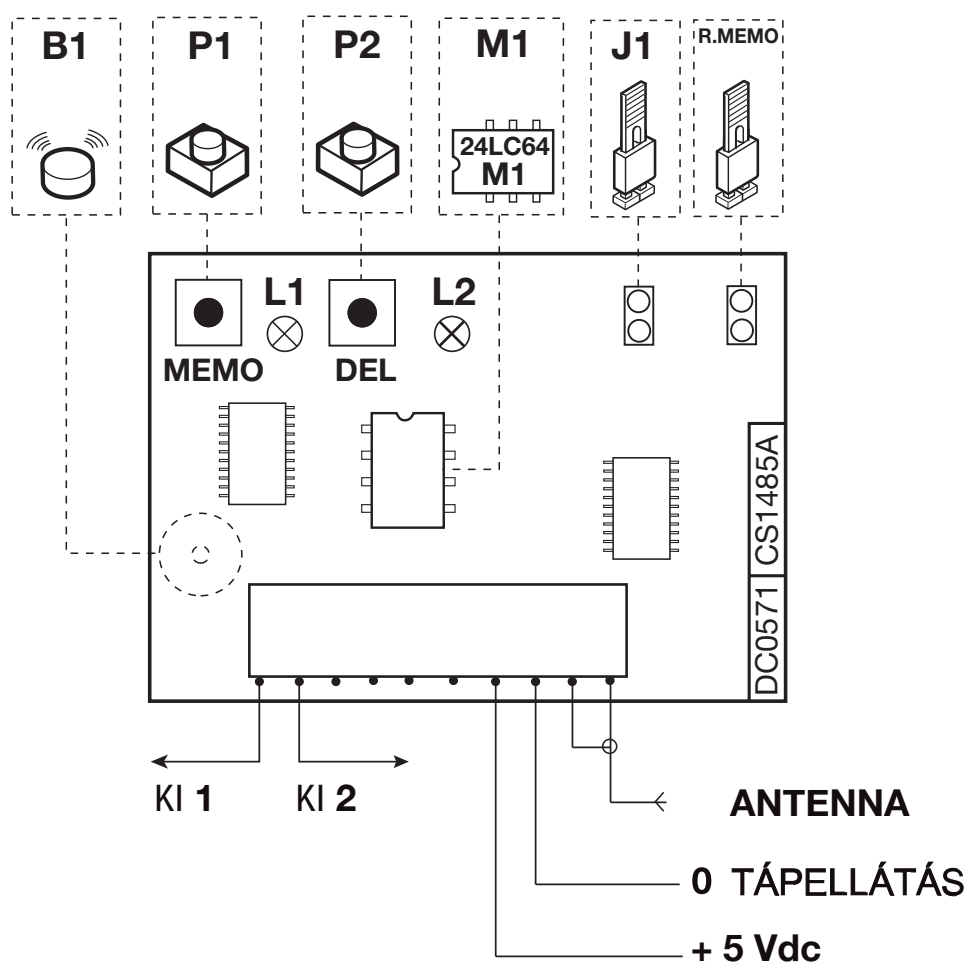 B1
P1
P2
M1
J1
R.MEMO
24LC64
M1
L1
L2
MEMO
DEL
CS1485A
DC0571
KI 1
KI 2
ANTENNA
0 TÁPELLÁTÁS
+ 5 Vdc